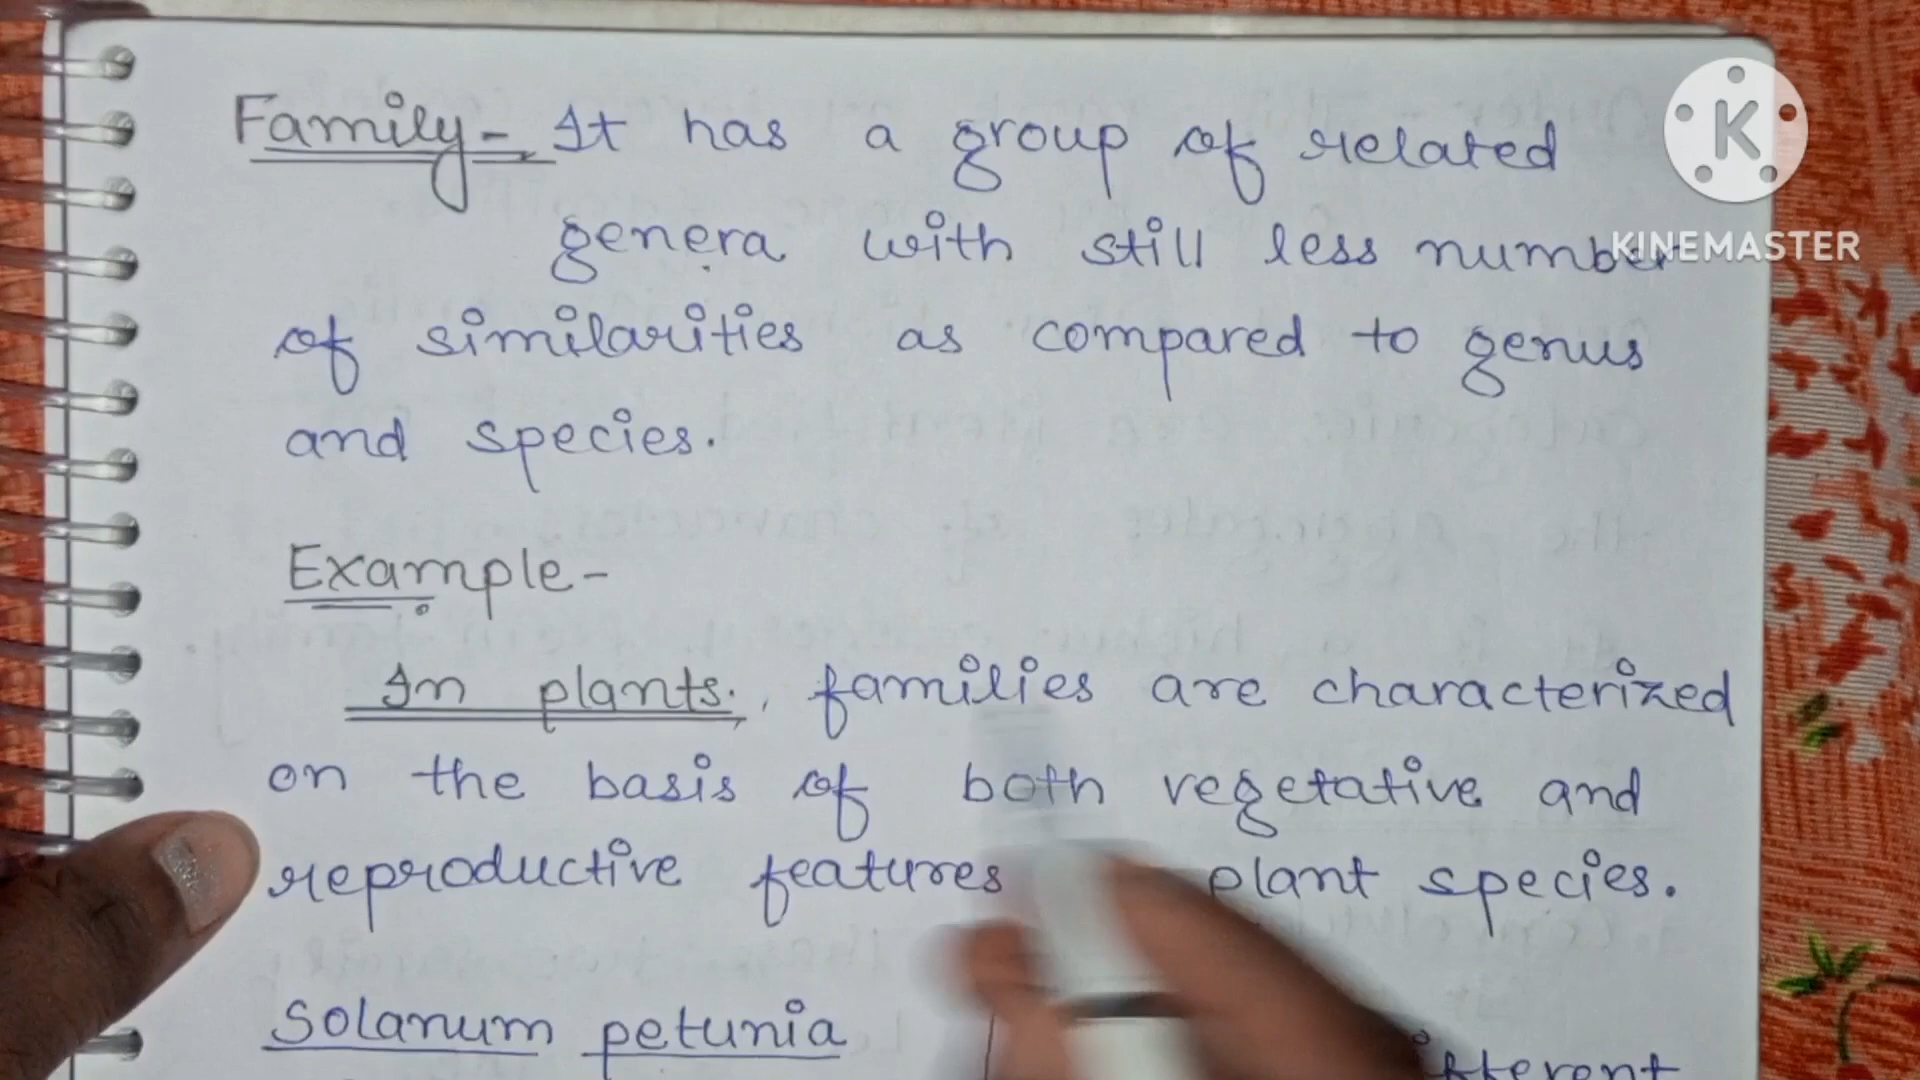 Family - It has a group of related
genera with still less number
of similarities as compared to genus
and species.
Example -
In plants, families are characterized
on the basis of both vegetative and
reproductive features plant species.
Solanum petunia
K
KINEMASTER